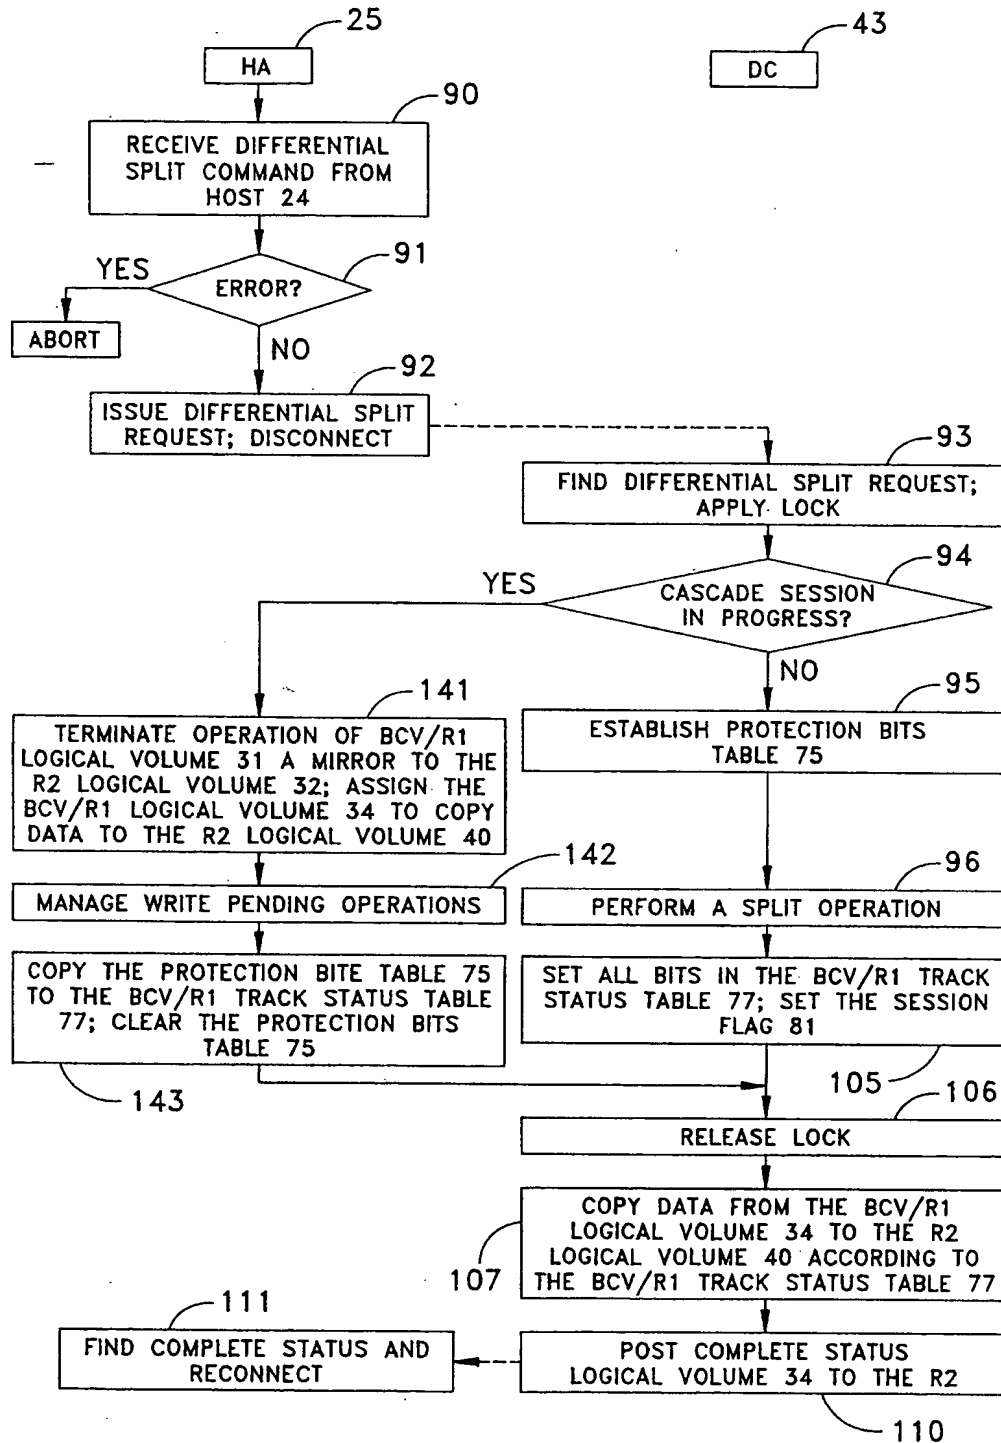 25
43
HA
DC
90
RECEIVE DIFFERENTIAL
SPLIT COMMAND FROM
HOST 24
91
YES
ERROR?
ABORT
NO
92
ISSUE DIFFERENTIAL SPLIT
REQUEST; DISCONNECT
93
FIND DIFFERENTIAL SPLIT REQUEST;
APPLY LOCK
94
YES
CASCADE SESSION
IN PROGRESS?
NO
141
95
TERMINATE OPERATION OF BCV/R1
LOGICAL VOLUME 31 A MIRROR TO THE
R2 LOGICAL VOLUME 32; ASSIGN THE
BCV/R1 LOGICAL VOLUME 34 TO COPY
DATA TO THE R2 LOGICAL VOLUME 40
ESTABLISH PROTECTION BITS
TABLE 75
142
96
MANAGE WRITE PENDING OPERATIONS
PERFORM A SPLIT OPERATION
COPY THE PROTECTION BITE TABLE 75
TO THE BCV/R1 TRACK STATUS TABLE
77; CLEAR THE PROTECTION BITS
TABLE 75
SET ALL BITS IN THE BCV/R1 TRACK
STATUS TABLE 77; SET THE SESSION
FLAG 81
143
105
106
RELEASE LOCK
COPY DATA FROM THE BCV/R1
LOGICAL VOLUME 34 TO THE R2
LOGICAL VOLUME 40 ACCORDING TO
THE BCV/R1 TRACK STATUS TABLE 77
107
111
FIND COMPLETE STATUS AND
RECONNECT
POST COMPLETE STATUS
LOGICAL VOLUME 34 TO THE R2
110